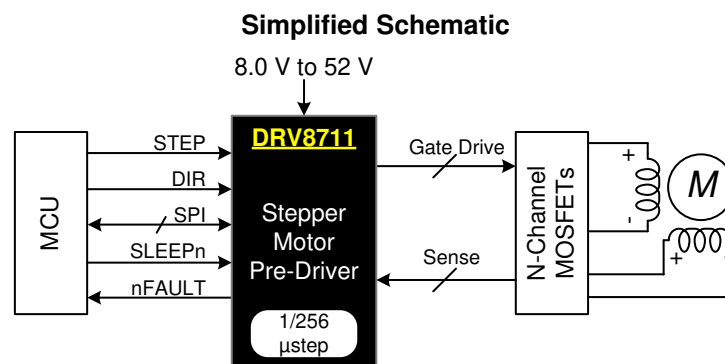 Simplified Schematic
8.0 V to 52 V
MCU
STEP
DIR
SPI
SLEEPn
nFAULT
DRV8711
Stepper
Motor
Pre-Driver
1/256
µstep
Gate Drive
Sense
N-Channel
MOSFETs
+
-
M
+
-